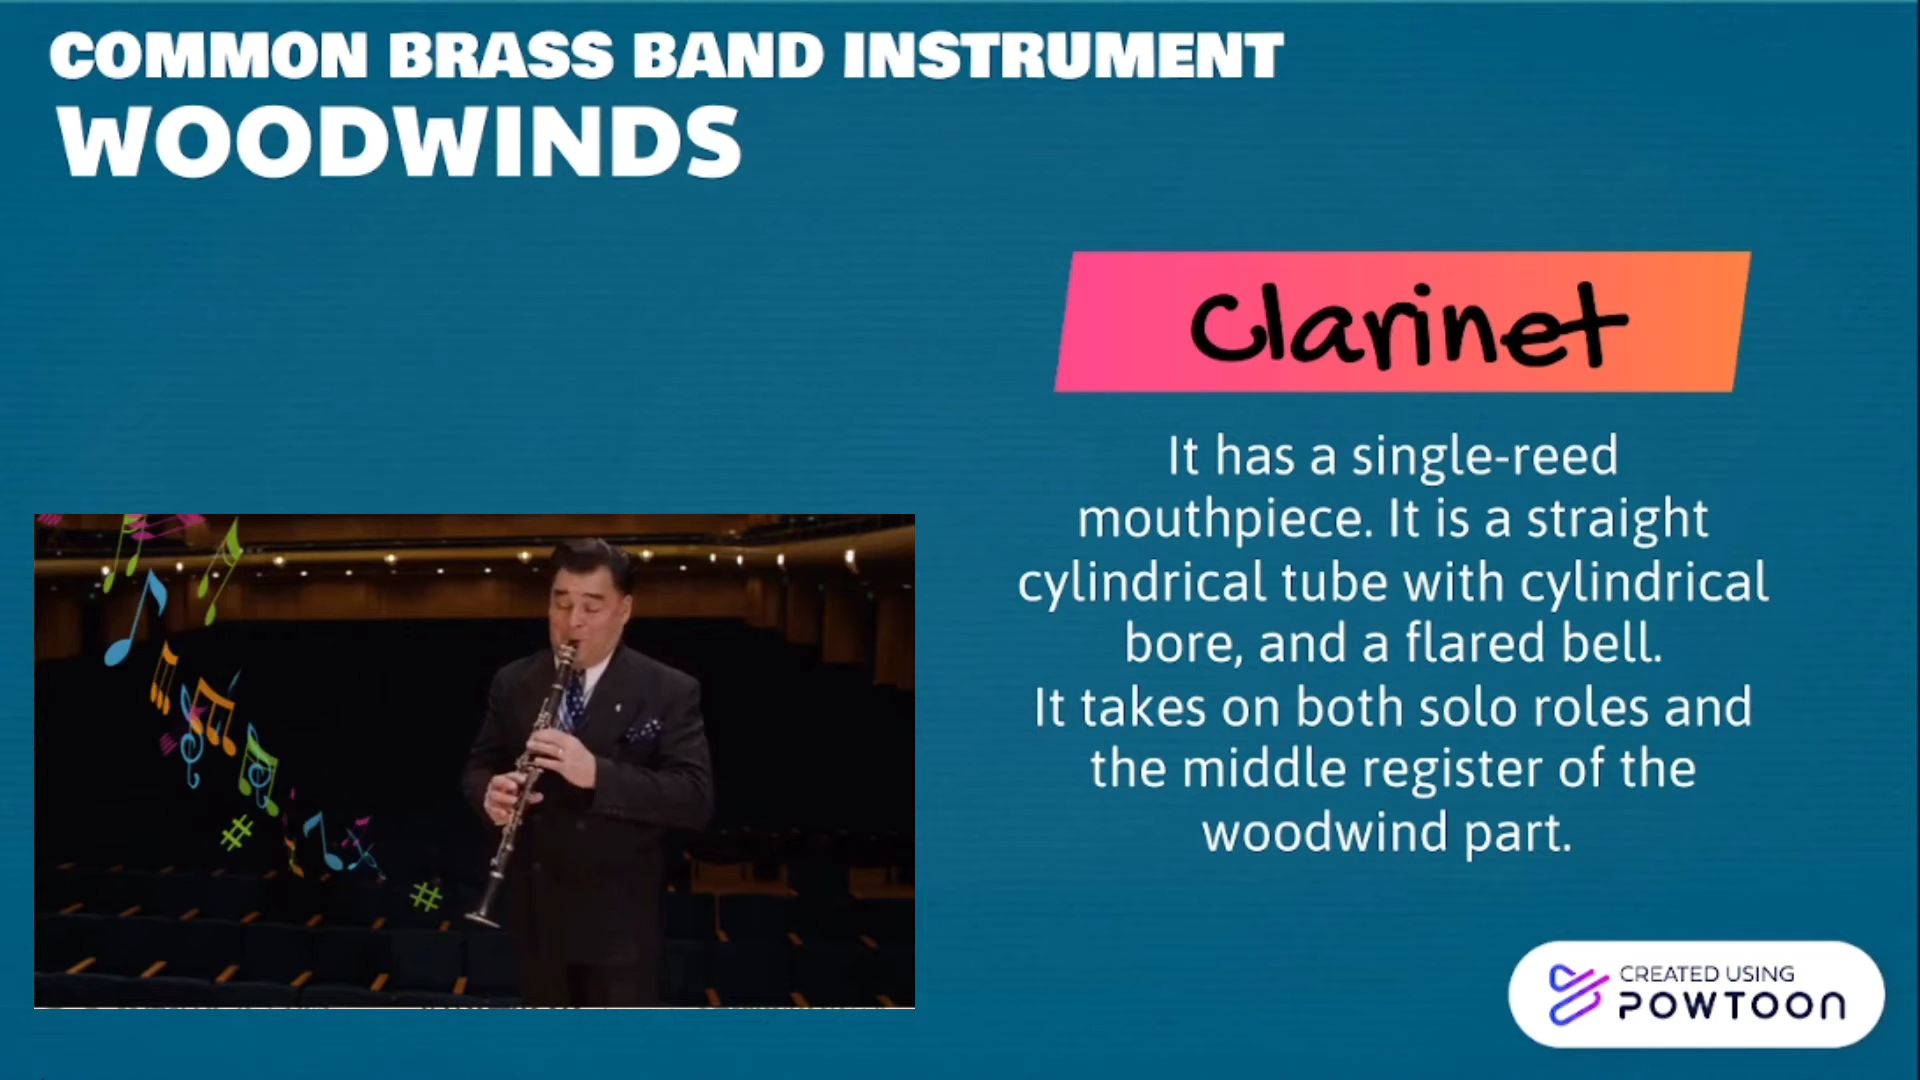 COMMON BRASS BAND INSTRUMENT
WOODWINDS
Clarinet
It has a single-reed
mouthpiece. It is a straight
cylindrical tube with cylindrical
bore, and a flared bell.
It takes on both solo roles and
the middle register of the
woodwind part.
CREATED USING
POWTOON